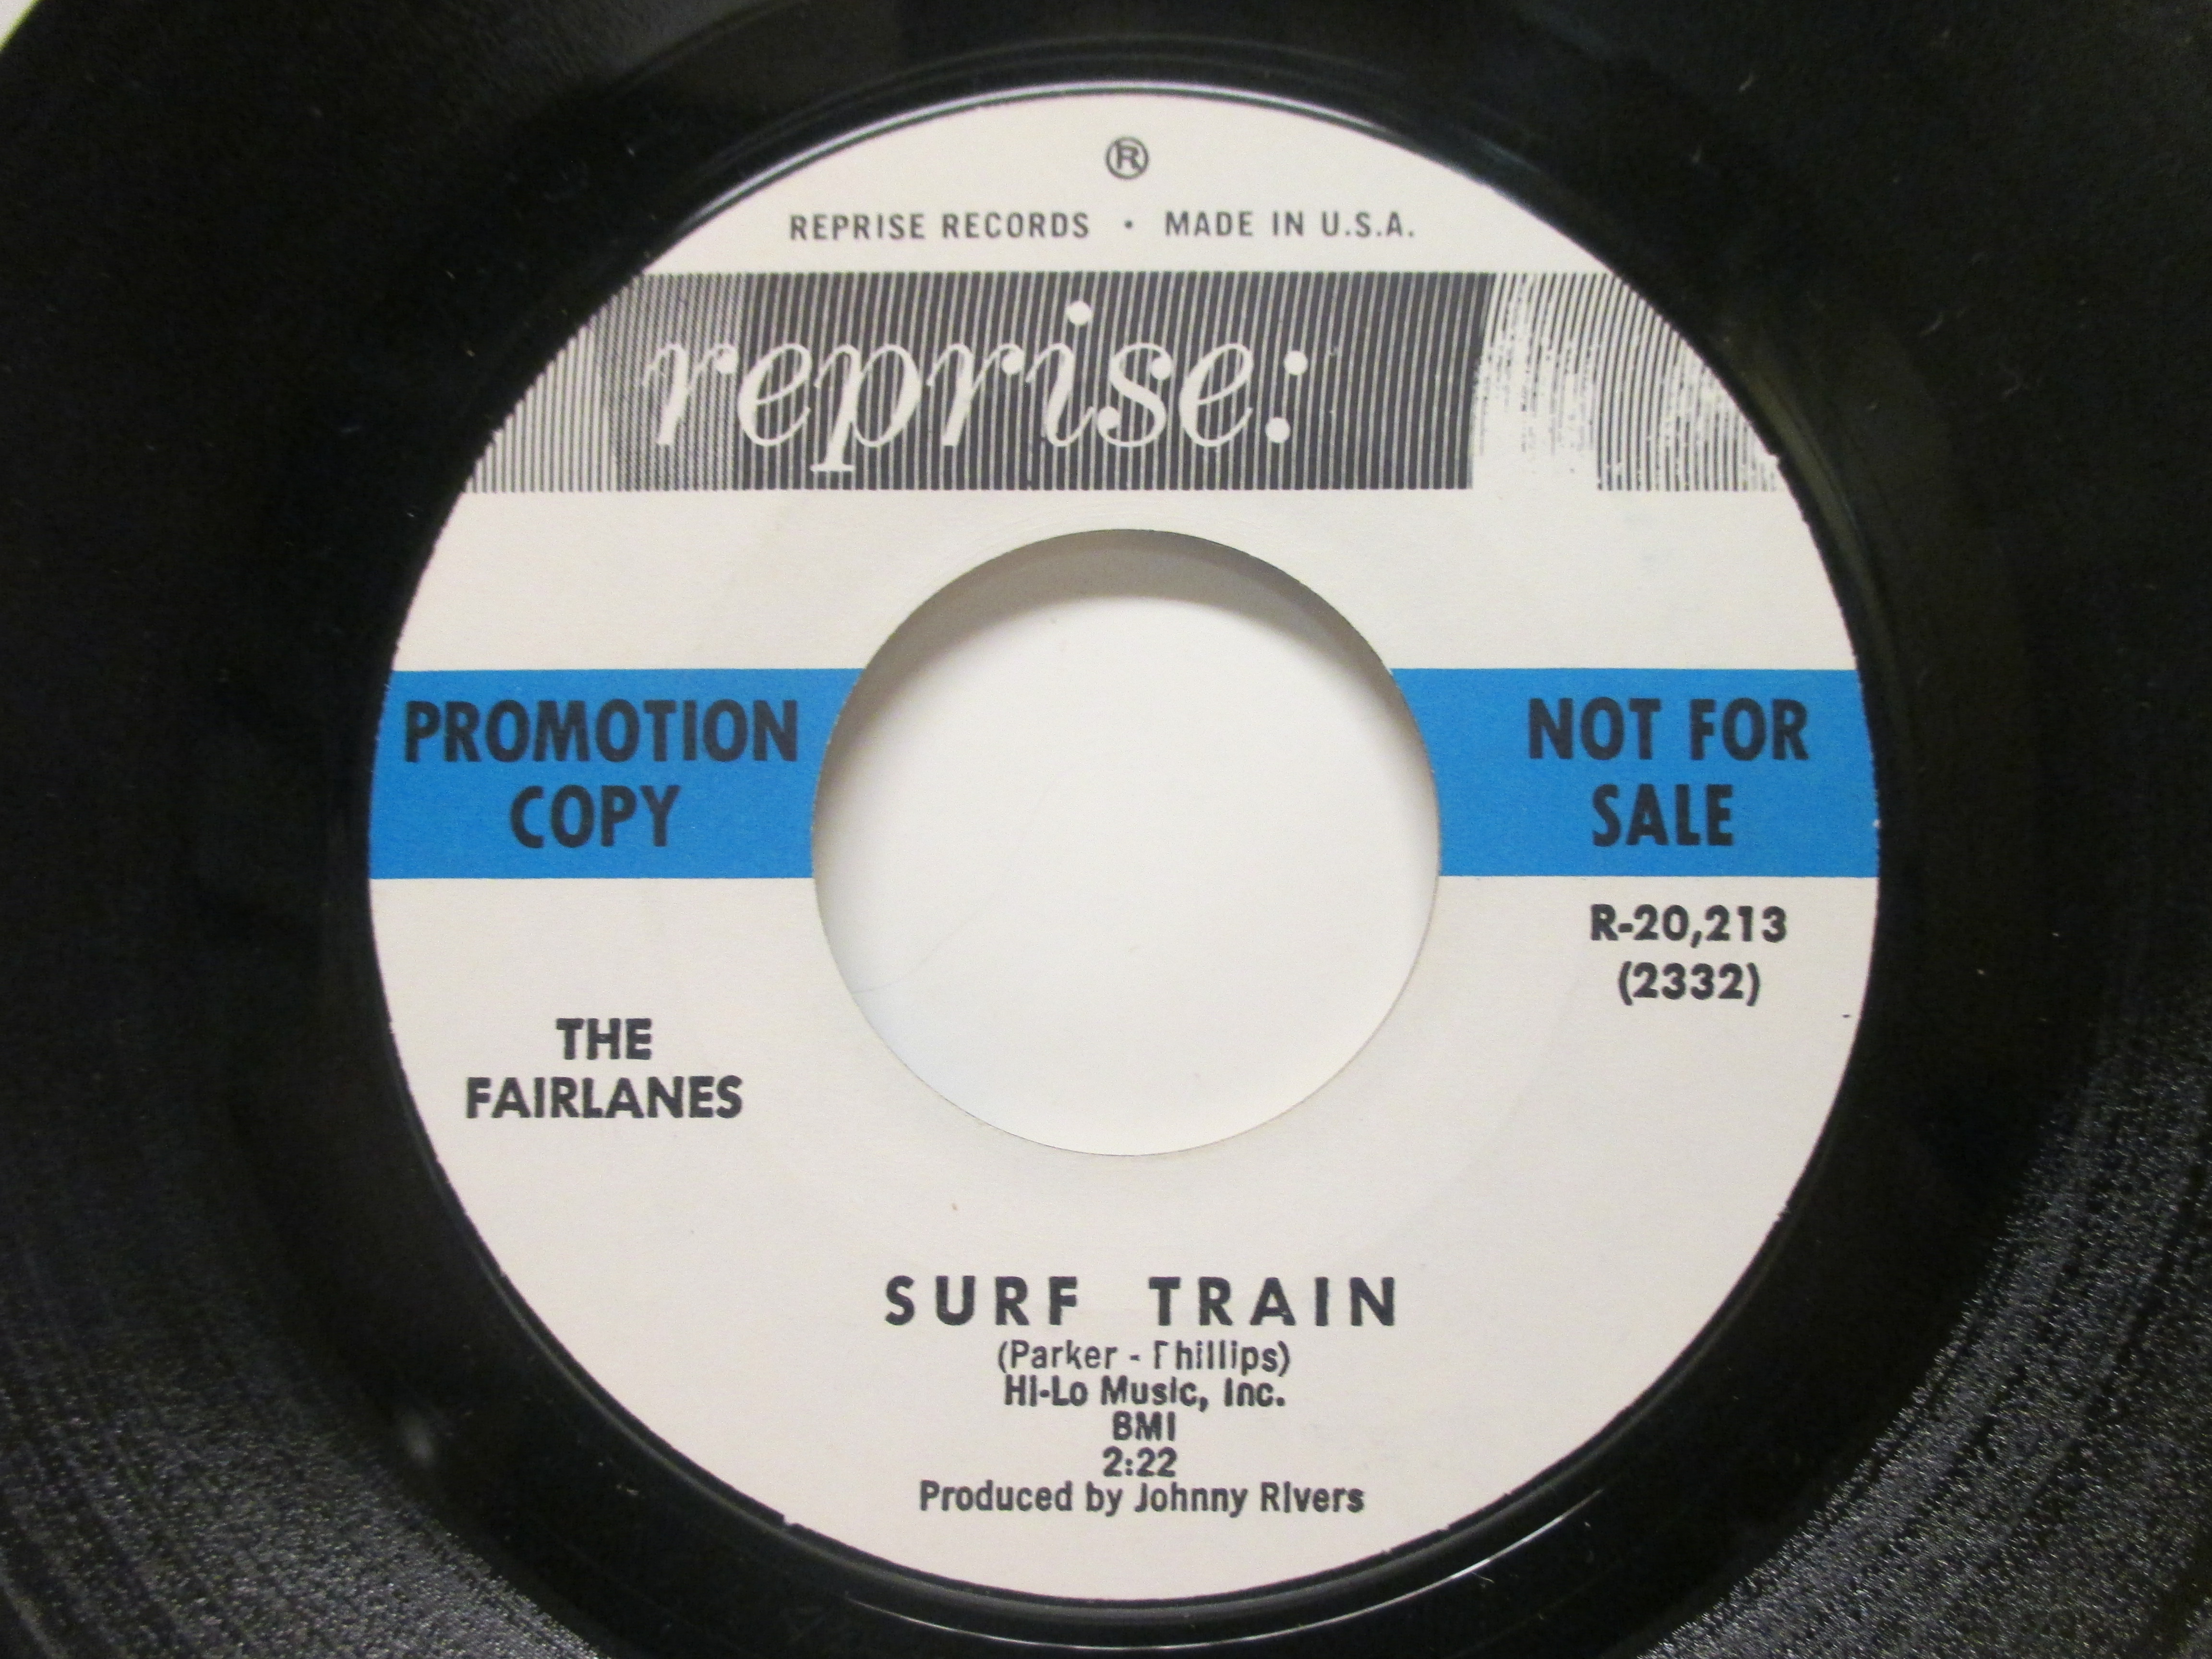 ®
REPRISE RECORDS • MADE IN U.S.A.
reprise:
PROMOTION
COPY
NOT FOR
SALE
R-20,213
(2332)
THE
FAIRLANES
SURF TRAIN
(Parker - Phillips)
Hi-Lo Music, Inc.
BMI
2:22
Produced by Johnny Rivers